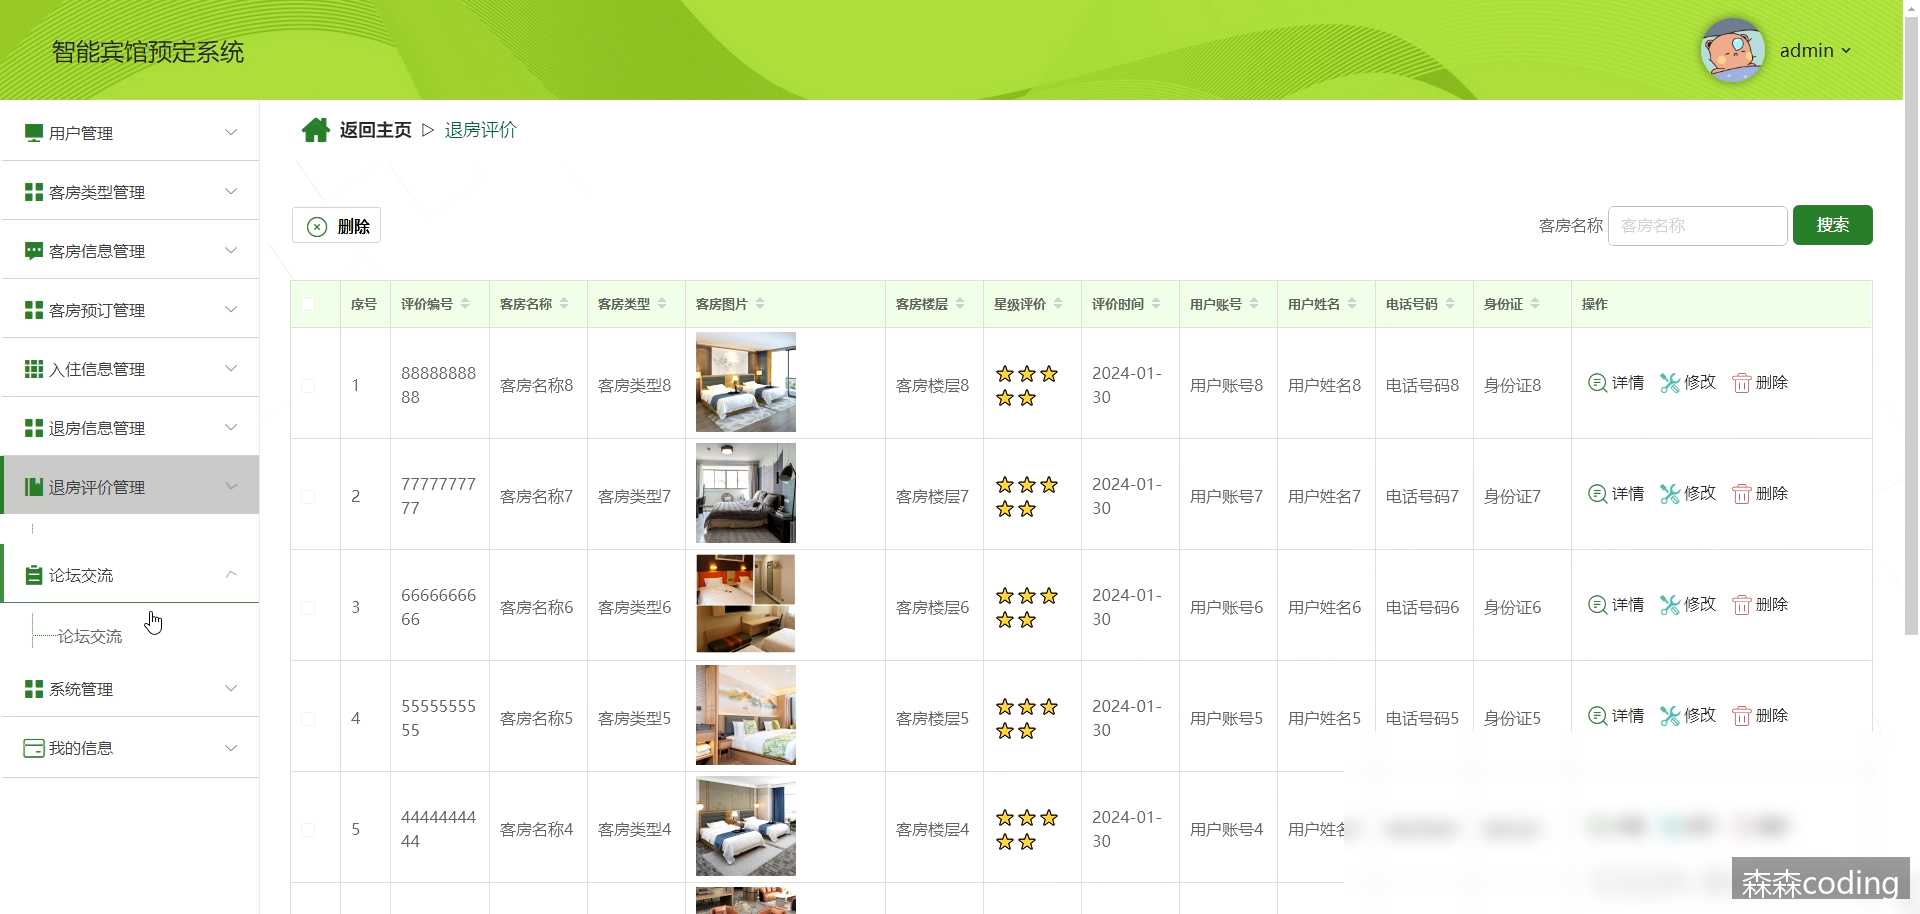 智能宾馆预定系统
admin
用户管理
客房类型管理
客房信息管理
客房预订管理
入住信息管理
退房信息管理
退房评价管理
论坛交流
论坛交流
系统管理
我的信息
返回主页 ▷ 退房评价
删除
客房名称 客房名称 搜索
序号 评价编号 客房名称 客房类型 客房图片 客房楼层 星级评价 评价时间 用户账号 用户姓名 电话号码 身份证 操作
1 8888888888 客房名称8 客房类型8 客房楼层8 2024-01-30 用户账号8 用户姓名8 电话号码8 身份证8 详情 修改 删除
2 7777777777 客房名称7 客房类型7 客房楼层7 2024-01-30 用户账号7 用户姓名7 电话号码7 身份证7 详情 修改 删除
3 6666666666 客房名称6 客房类型6 客房楼层6 2024-01-30 用户账号6 用户姓名6 电话号码6 身份证6 详情 修改 删除
4 5555555555 客房名称5 客房类型5 客房楼层5 2024-01-30 用户账号5 用户姓名5 电话号码5 身份证5 详情 修改 删除
5 4444444444 客房名称4 客房类型4 客房楼层4 2024-01-30 用户账号4 用户姓名
森森coding